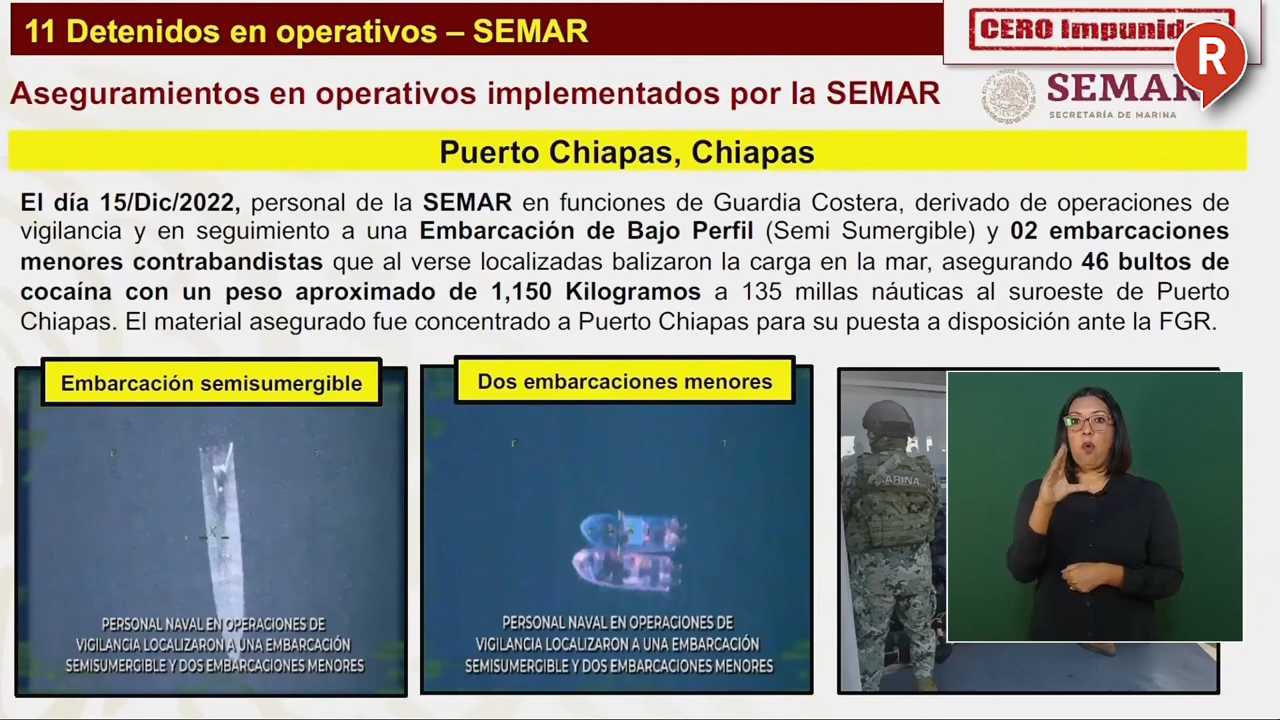 11 Detenidos en operativos – SEMAR
CERO
R
Aseguramientos en operativos implementados por la SEMAR
SEMAR
SECRETARÍA DE MARINA
Puerto Chiapas, Chiapas
El día 15/Dic/2022, personal de la SEMAR en funciones de Guardia Costera, derivado de operaciones de
vigilancia y en seguimiento a una Embarcación de Bajo Perfil (Semi Sumergible) y 02 embarcaciones
menores contrabandistas que al verse localizadas balizaron la carga en la mar, asegurando 46 bultos de
cocaína con un peso aproximado de 1,150 Kilogramos a 135 millas náuticas al suroeste de Puerto
Chiapas. El material asegurado fue concentrado a Puerto Chiapas para su puesta a disposición ante la FGR.
Embarcación semisumergible
PERSONAL NAVAL EN OPERACIONES DE
VIGILANCIA LOCALIZARON A UNA EMBARCACIÓN
SEMISUMERGIBLE Y DOS EMBARCACIONES MENORES
Dos embarcaciones menores
PERSONAL NAVAL EN OPERACIONES DE
VIGILANCIA LOCALIZARON A UNA EMBARCACIÓN
SEMISUMERGIBLE Y DOS EMBARCACIONES MENORES
MARINA